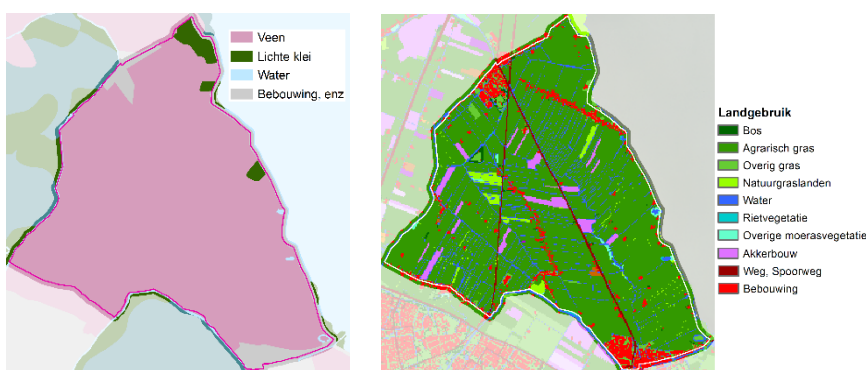 Veen
Lichte klei
Water
Bebouwing, enz
Landgebruik
Bos
Agrarisch gras
Overig gras
Natuurgraslanden
Water
Rietvegetatie
Overige moerasvegetatie
Akkerbouw
Weg, Spoorweg
Bebouwing